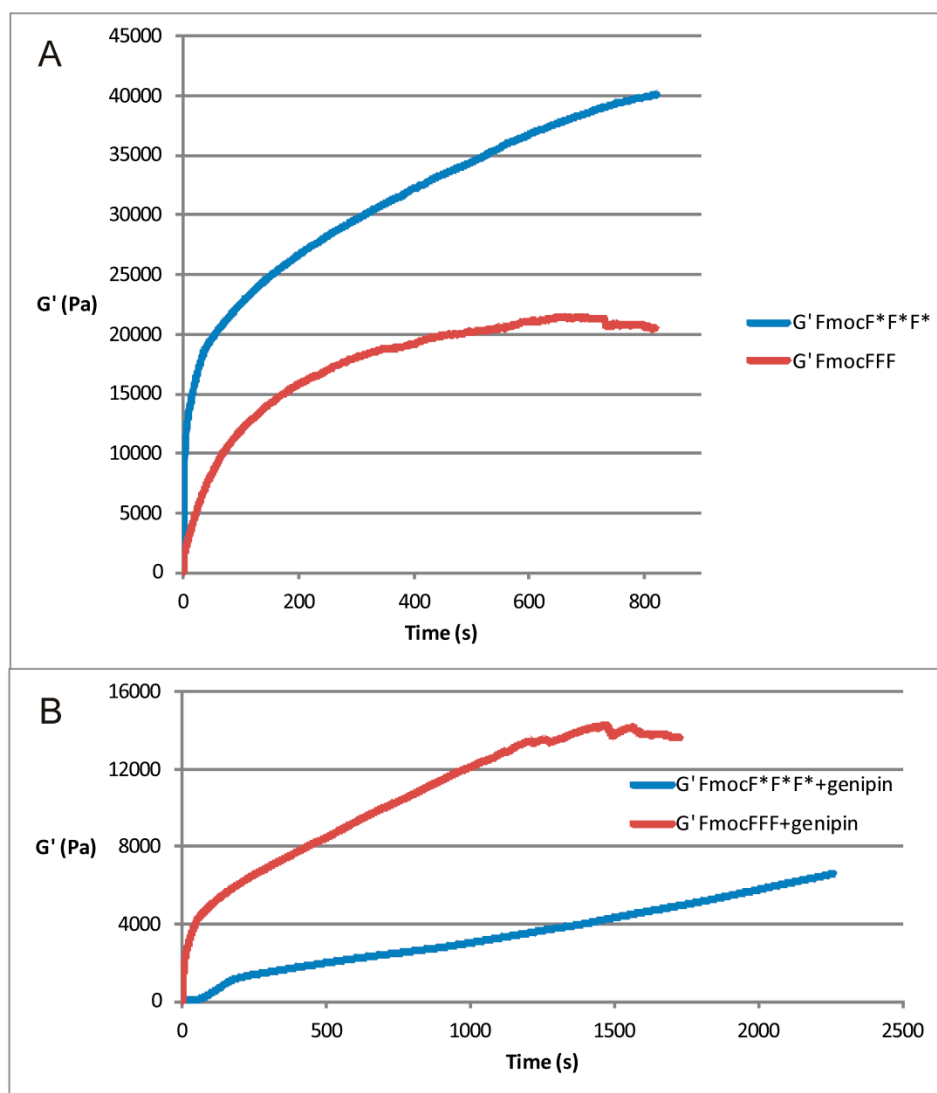 A
45000
40000
35000
30000
25000
G' (Pa)
20000
15000
10000
5000
0
0 200 400 600 800
Time (s)
G' FmocF*F*F*
G' FmocFFF
B
16000
12000
G' (Pa)
8000
4000
0
G' FmocF*F*F*+genipin
G' FmocFFF+genipin
0 500 1000 1500 2000 2500
Time (s)